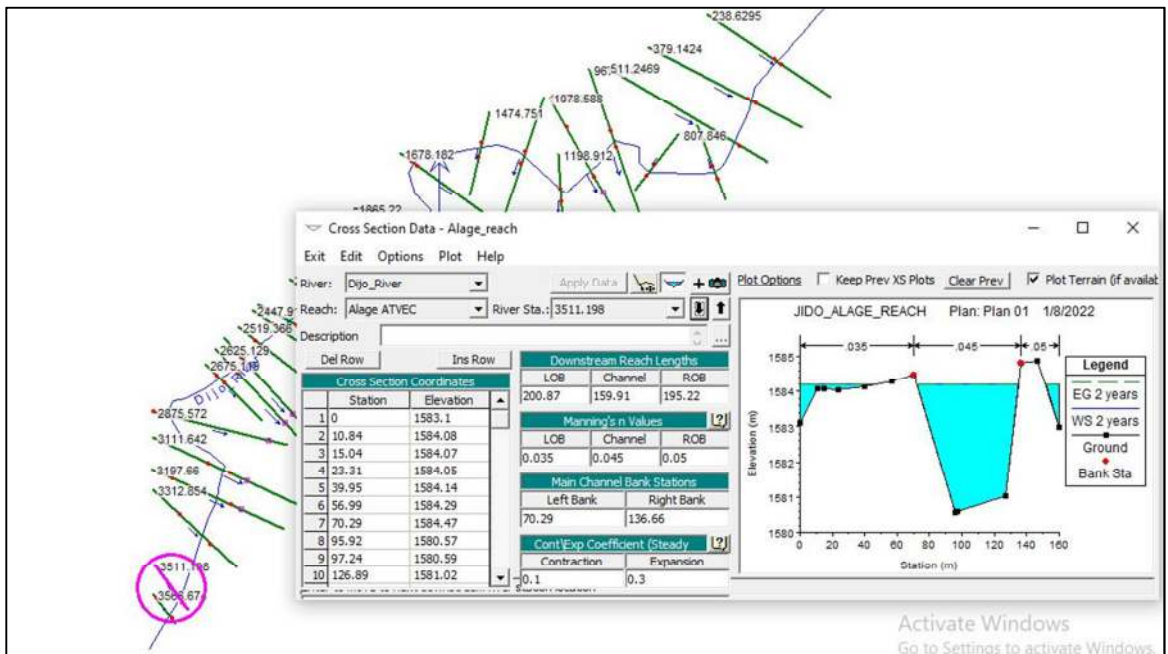 238.6295
379.1424
511.2469
1078.588
1474.751
807.846
1198.912
1678.182
1865.22
Cross Section Data - Alage_reach
Exit Edit Options Plot Help
River: Dijo_River Apply Data + Plot Options Keep Prev XS Plots Clear Prev Plot Terrain (if availab
Reach: Alage ATVEC River Sta.: 3511.198
Description ...
Del Row Ins Row
Cross Section Coordinates
Station Elevation
1 0 1583.1
2 10.84 1584.08
3 15.04 1584.07
4 23.31 1584.05
5 39.95 1584.14
6 56.99 1584.29
7 70.29 1584.47
8 95.92 1580.57
9 97.24 1580.59
10 126.89 1581.02
Downstream Reach Lengths
LOB Channel ROB
200.87 159.91 195.22
Manning's n Values
LOB Channel ROB
0.035 0.045 0.05
Main Channel Bank Stations
Left Bank Right Bank
70.29 136.66
Cont\Exp Coefficient (Steady
Contraction Expansion
0.1 0.3
JIDO_ALAGE_REACH Plan: Plan 01 1/8/2022
.035 .045 .05
1585
1584
1583
1582
1581
1580
Elevation (m)
0 20 40 60 80 100 120 140 160
Station (m)
Legend
EG 2 years
WS 2 years
Ground
Bank Sta
2447.9
2519.366
2625.129
2675.119
2875.572
3111.642
3197.66
3312.854
3511.198
Activate Windows
Go to Settings to activate Windows.